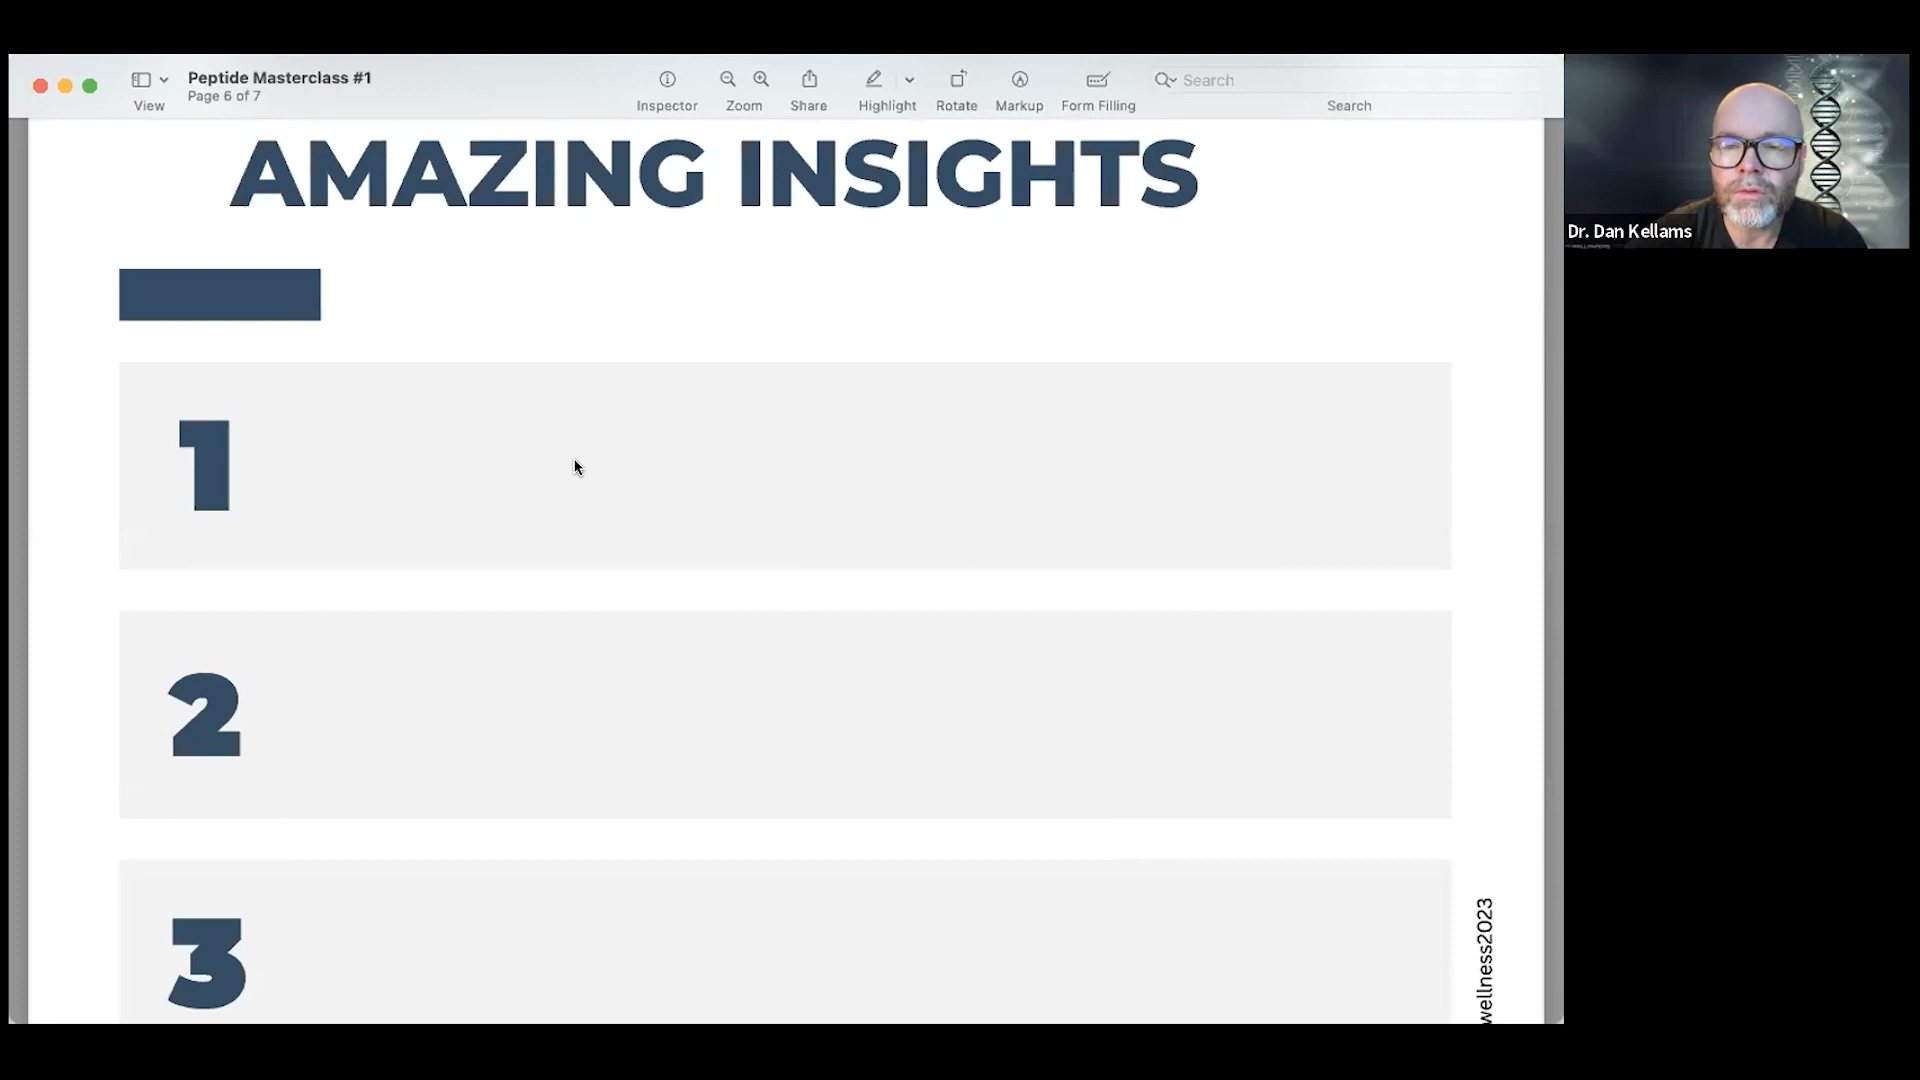 Peptide Masterclass #1
Page 6 of 7
View
Inspector
Zoom
Share
Highlight
Rotate
Markup
Form Filling
Search
Search
AMAZING INSIGHTS
1
2
3
wellness2023
Dr. Dan Kellams